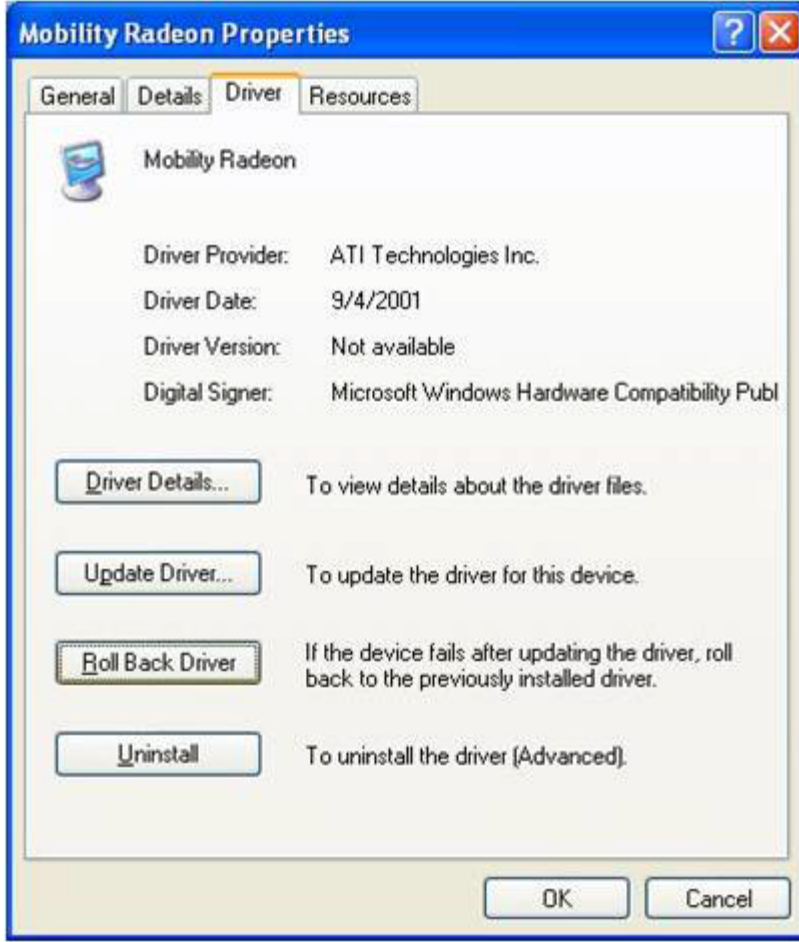 Mobility Radeon Properties
General Details Driver Resources
Mobility Radeon
Driver Provider: ATI Technologies Inc.
Driver Date: 9/4/2001
Driver Version: Not available
Digital Signer: Microsoft Windows Hardware Compatibility Publ
Driver Details... To view details about the driver files.
Update Driver... To update the driver for this device.
Roll Back Driver If the device fails after updating the driver, roll
back to the previously installed driver.
Uninstall To uninstall the driver (Advanced).
OK Cancel